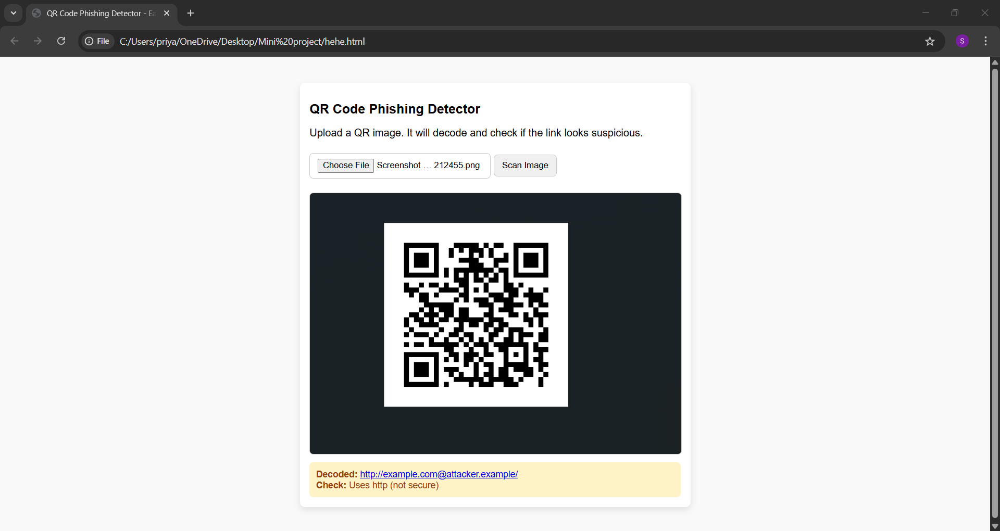 QR Code Phishing Detector - Ea
File
C:/Users/priya/OneDrive/Desktop/Mini%20project/hehe.html
S
QR Code Phishing Detector
Upload a QR image. It will decode and check if the link looks suspicious.
Choose File Screenshot ... 212455.png Scan Image
Decoded: http://example.com@attacker.example/
Check: Uses http (not secure)